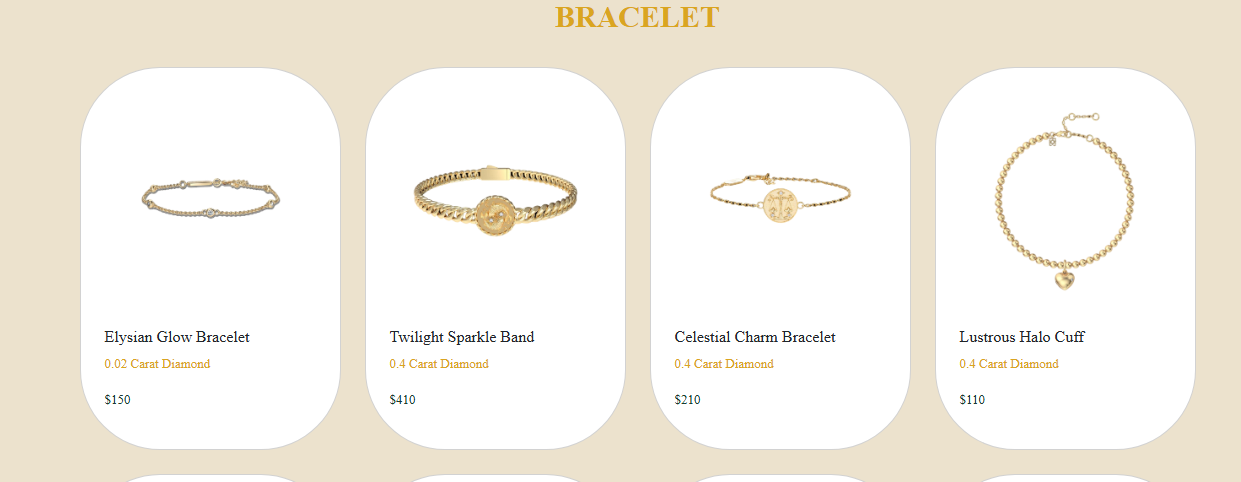 BRACELET
Elysian Glow Bracelet
0.02 Carat Diamond
$150
Twilight Sparkle Band
0.4 Carat Diamond
$410
Celestial Charm Bracelet
0.4 Carat Diamond
$210
Lustrous Halo Cuff
0.4 Carat Diamond
$110